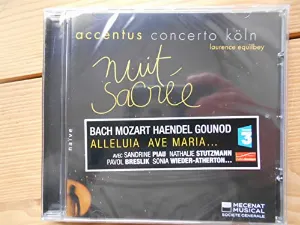 accentus concerto köln
laurence equilbey
nuit
sacrée
BACH MOZART HAENDEL GOUNOD
ALLELUIA AVE MARIA...
AVEC SANDRINE PIAU NATHALIE STUTZMANN
PAVOL BRESLIK SONIA WIEDER-ATHERTON...
3
naïve
MECENAT
MUSICAL
SOCIETE GENERALE